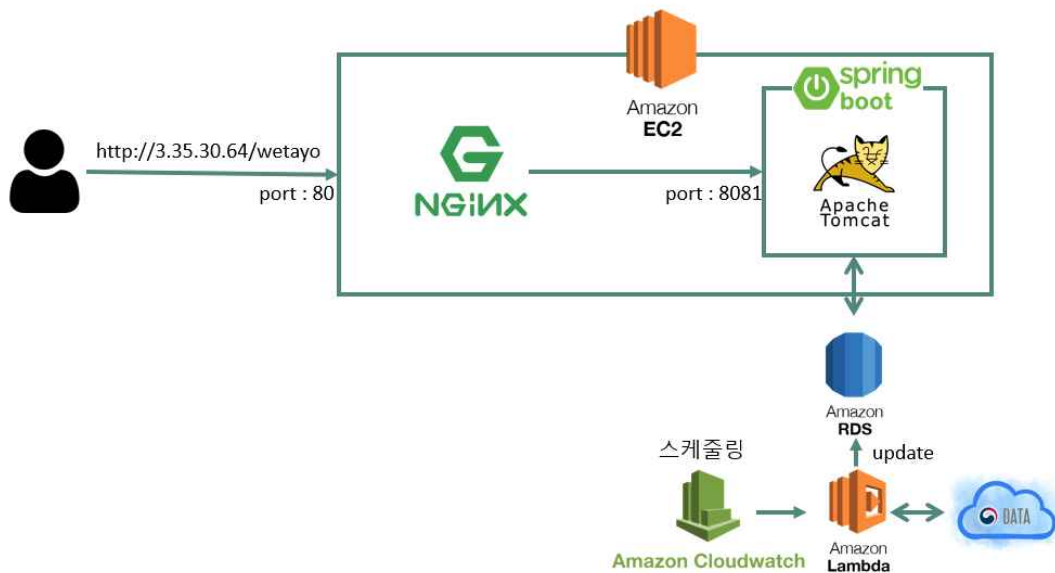 Amazon
EC2
spring
boot
http://3.35.30.64/wetayo
port : 80
NGiNX
port : 8081
Apache
Tomcat
Amazon
RDS
스케줄링
update
Amazon Cloudwatch
Amazon
Lambda
DATA